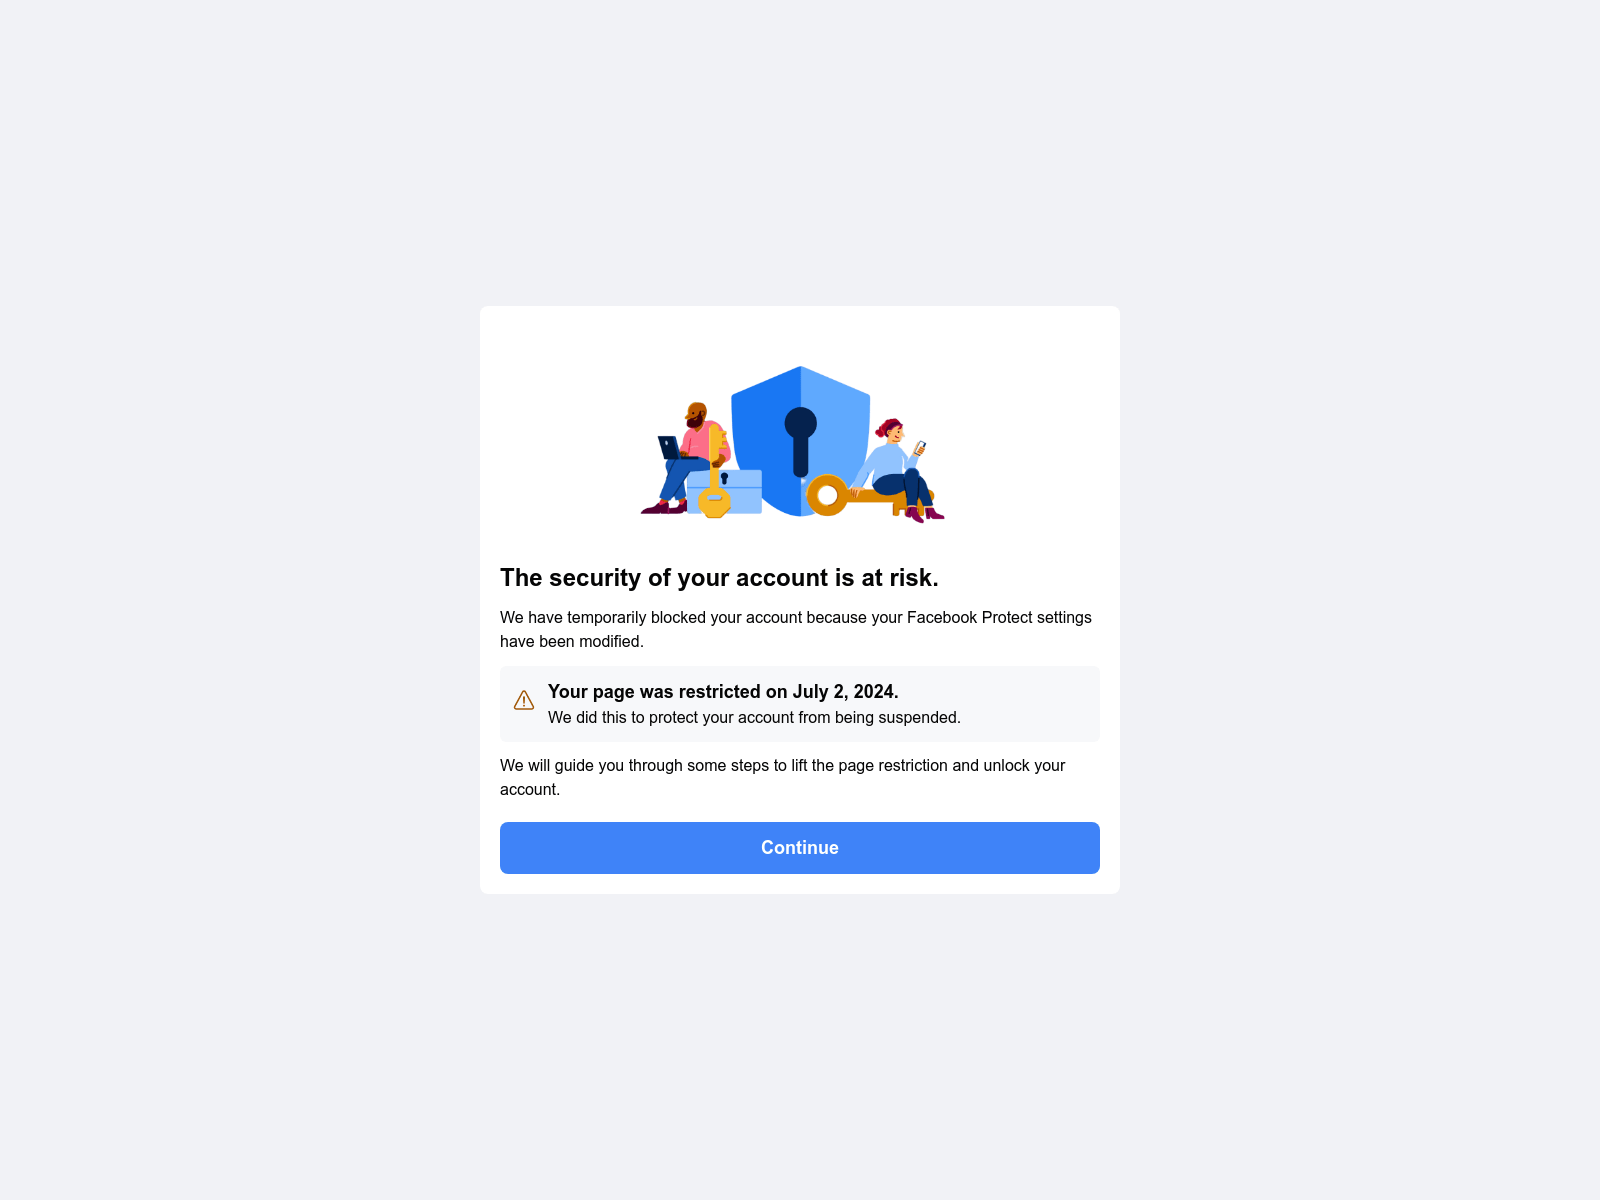 The security of your account is at risk.
We have temporarily blocked your account because your Facebook Protect settings
have been modified.
Your page was restricted on July 2, 2024.
We did this to protect your account from being suspended.
We will guide you through some steps to lift the page restriction and unlock your
account.
Continue